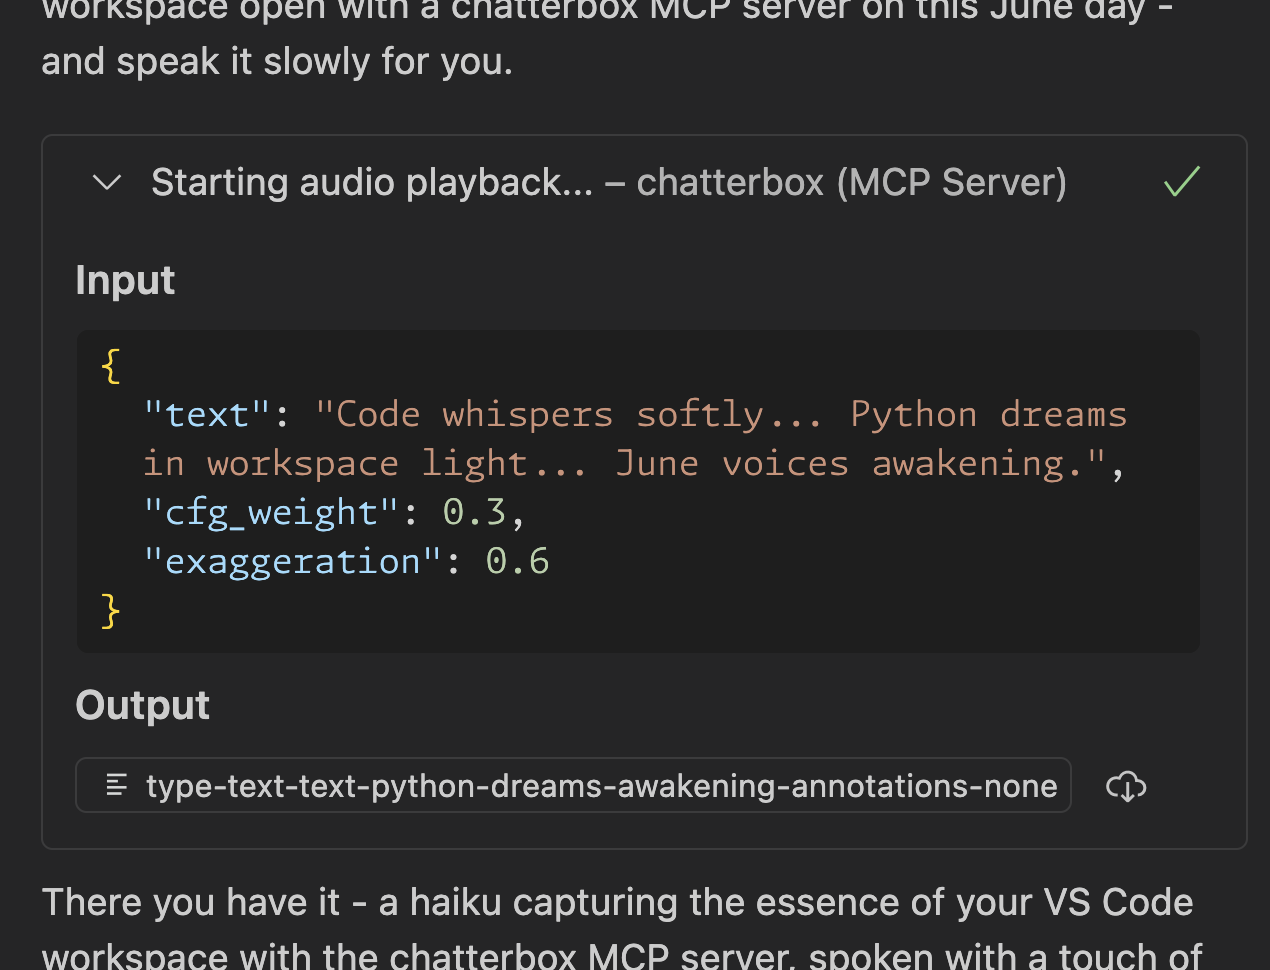 workspace open with a chatterbox MCP server on this June day -
and speak it slowly for you.
Starting audio playback... – chatterbox (MCP Server)
Input
{
"text": "Code whispers softly... Python dreams
in workspace light... June voices awakening.",
"cfg_weight": 0.3,
"exaggeration": 0.6
}
Output
type-text-text-python-dreams-awakening-annotations-none
There you have it - a haiku capturing the essence of your VS Code
workspace with the chatterbox MCP server, spoken with a touch of